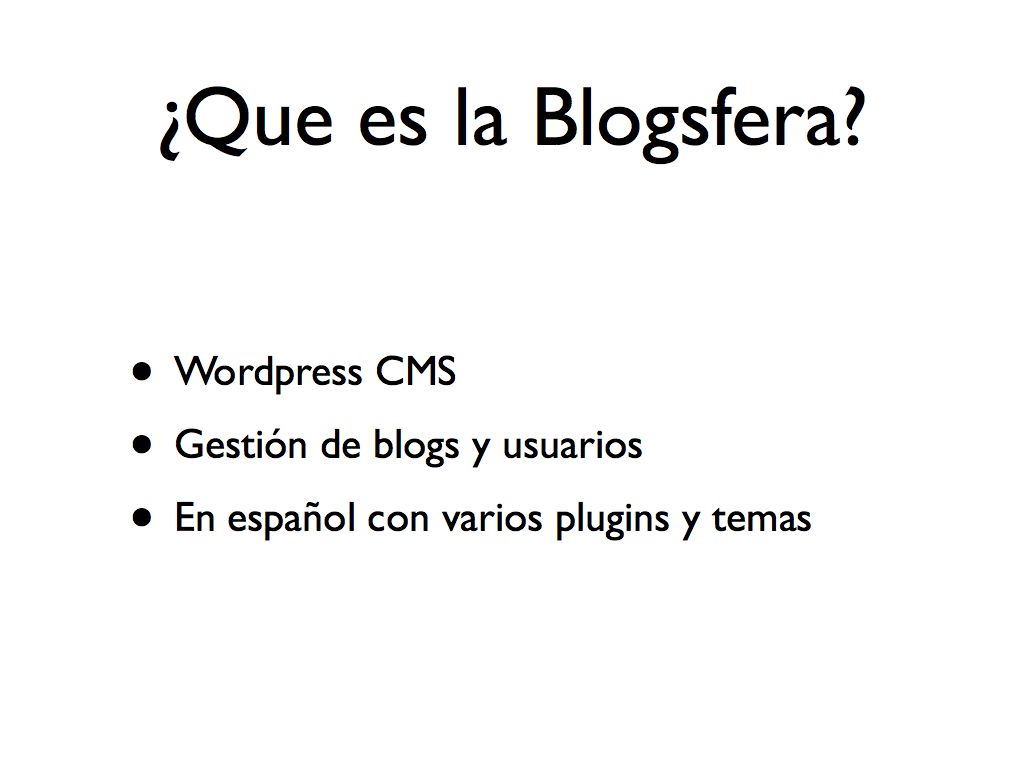 ¿Que es la Blogsfera?
• Wordpress CMS
• Gestión de blogs y usuarios
• En español con varios plugins y temas